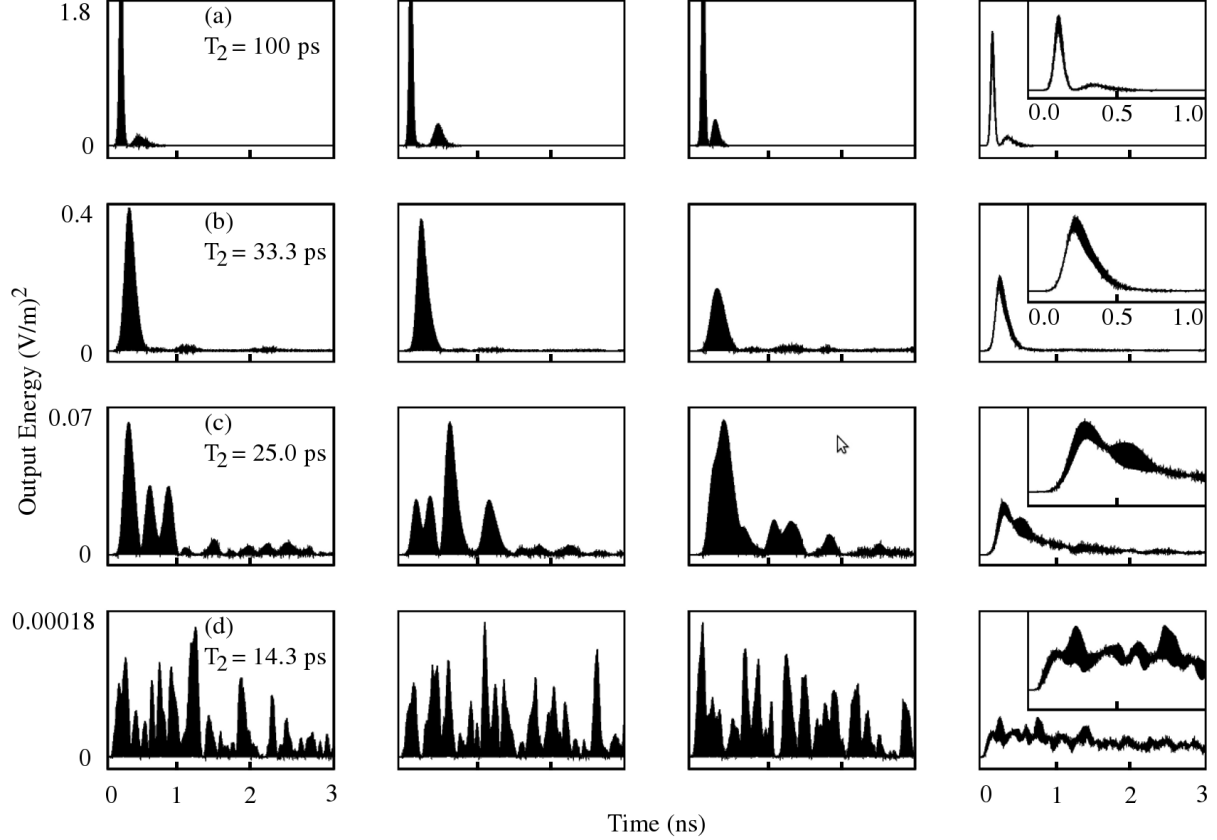 1.8
(a)
T2 = 100 ps
0
0.0 0.5 1.0
0.4
(b)
T2 = 33.3 ps
0
0.0 0.5 1.0
Output Energy (V/m)2
0.07
(c)
T2 = 25.0 ps
0
0.00018
(d)
T2 = 14.3 ps
0
0 1 2 3
0 1 2 3
Time (ns)